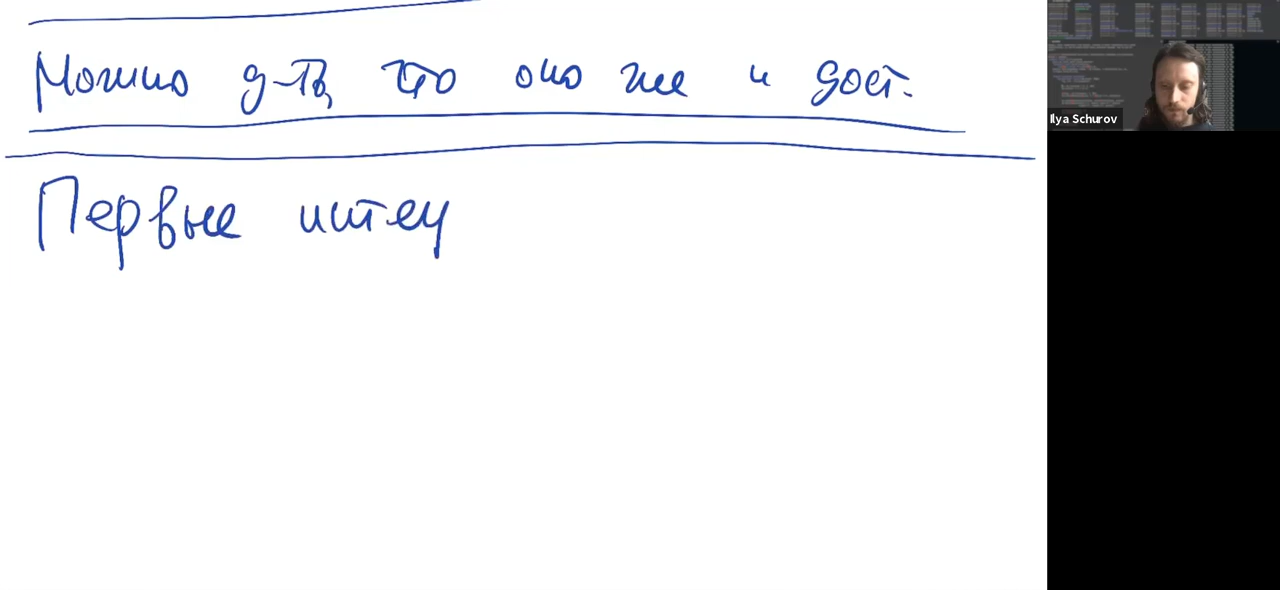 Можно д-ть, что оно же и дост.
Первые интег
Ilya Schurov